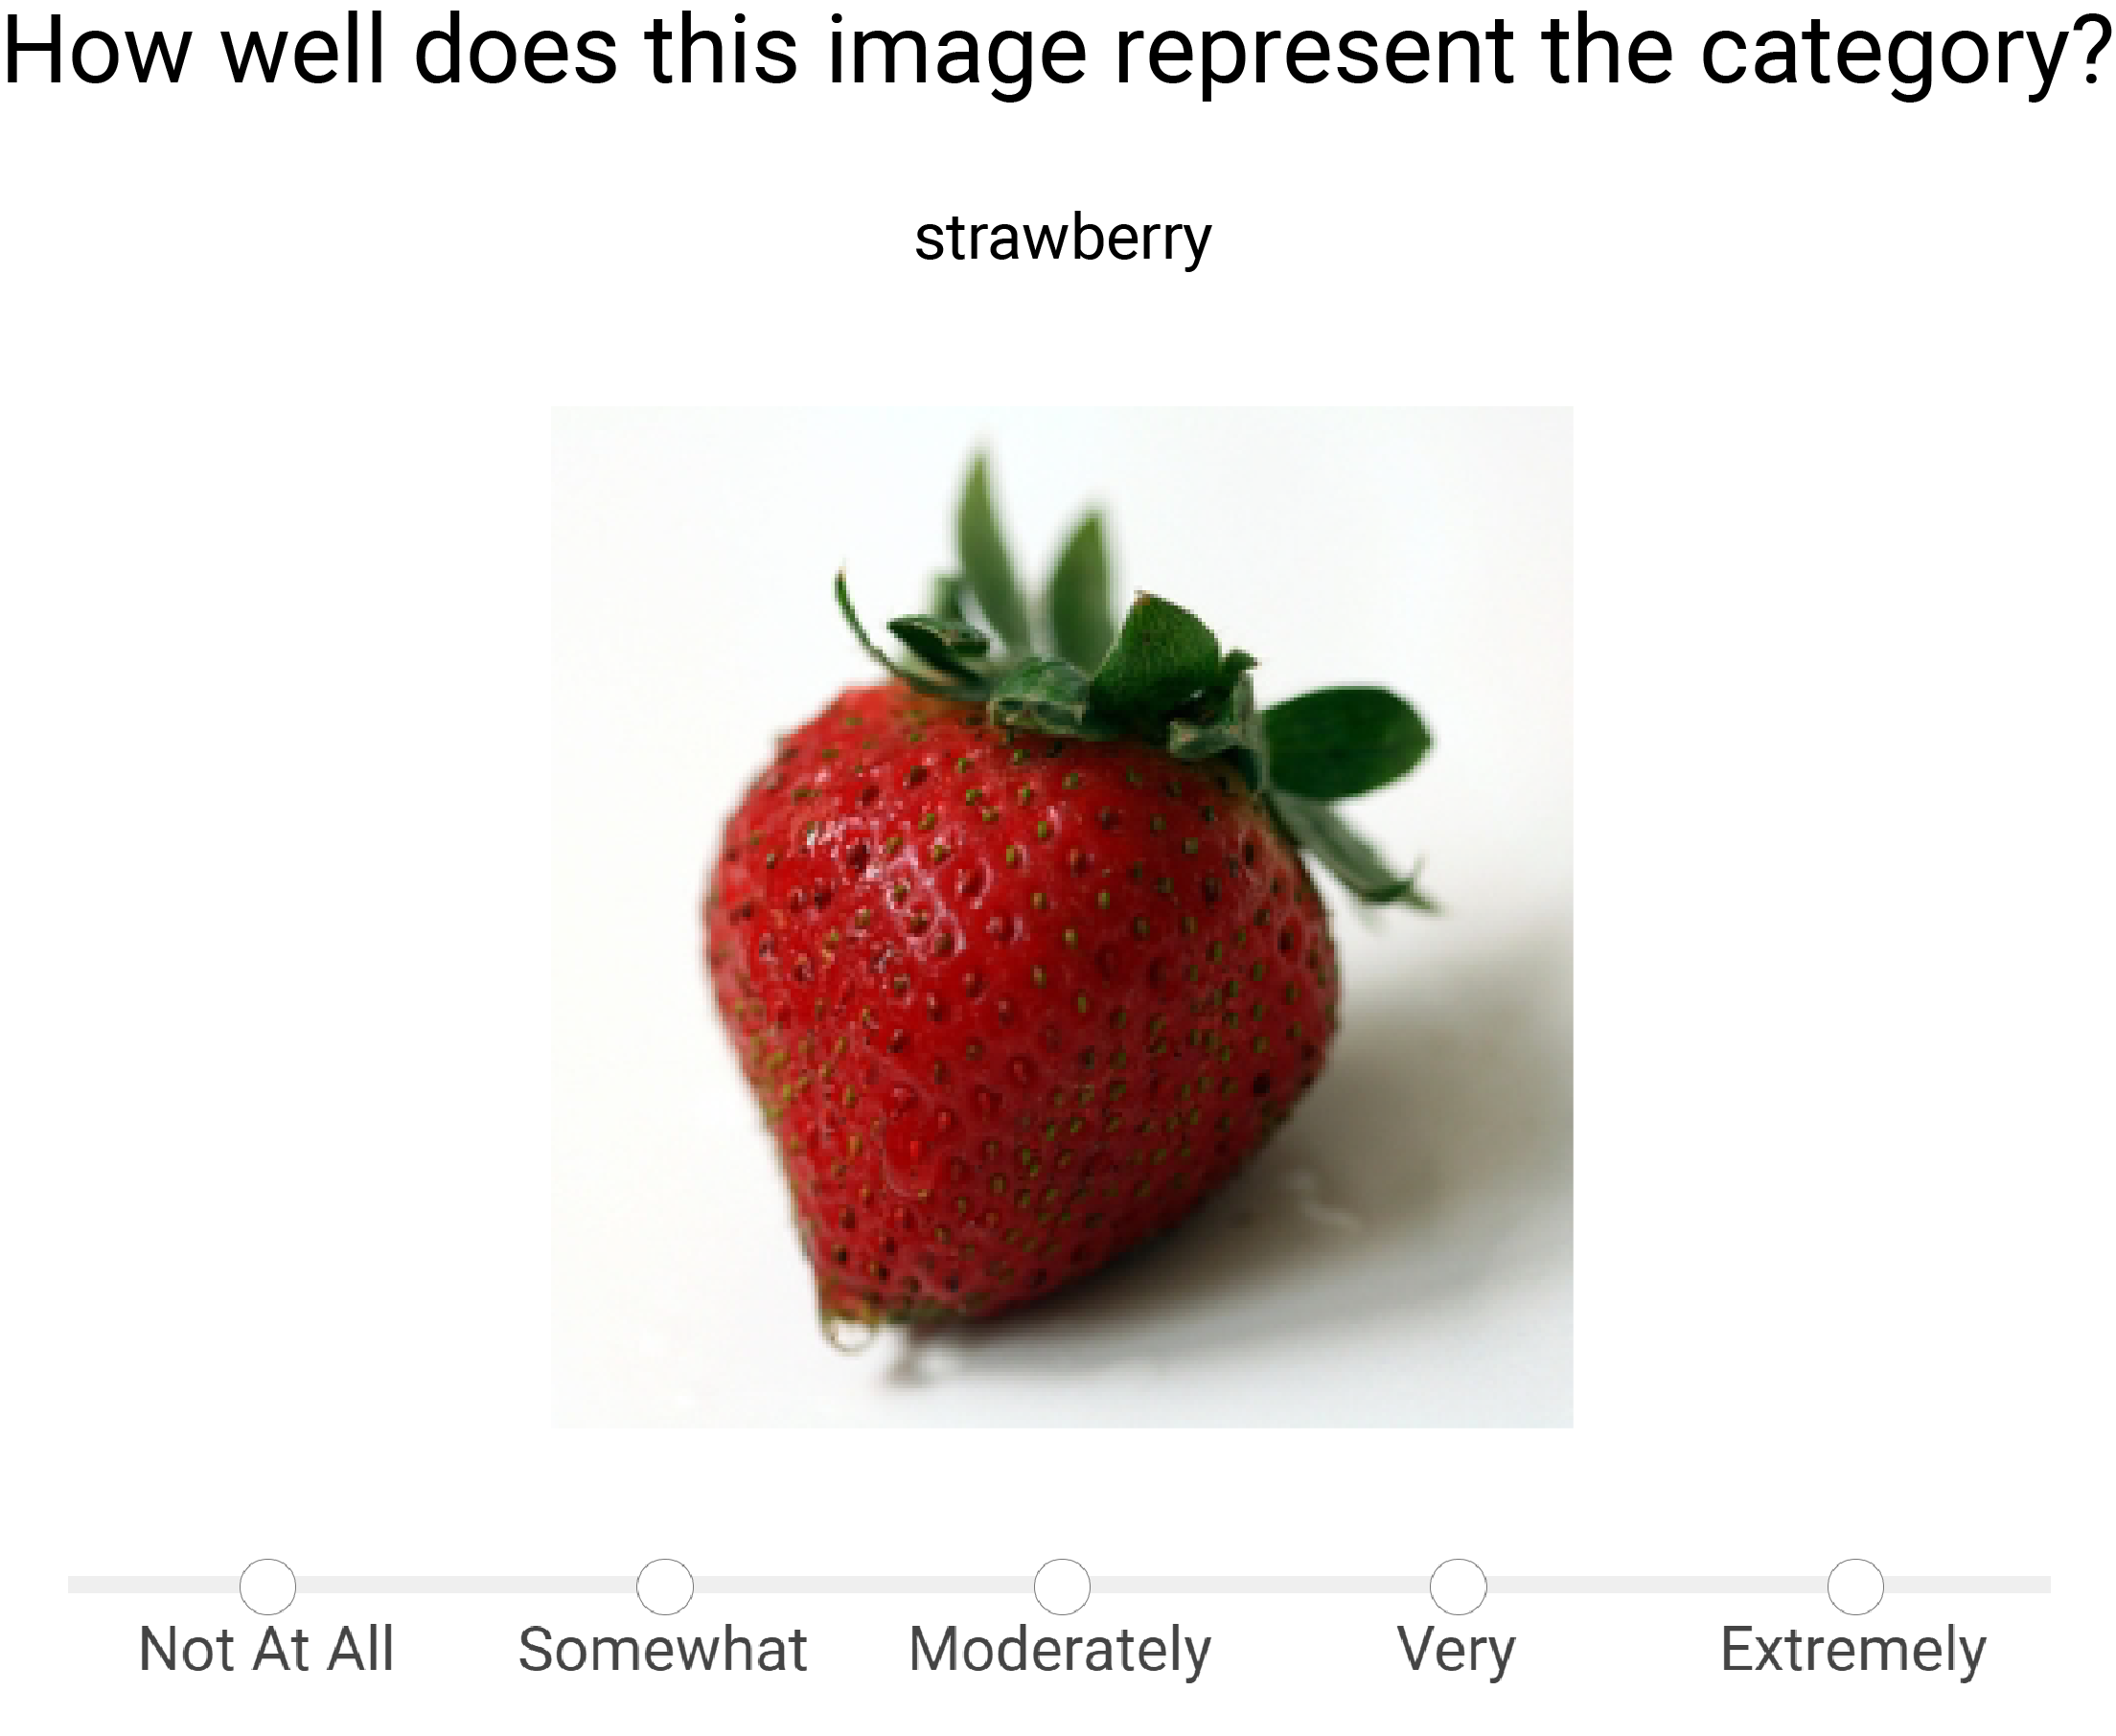 How well does this image represent the category?
strawberry
Not At All
Somewhat
Moderately
Very
Extremely